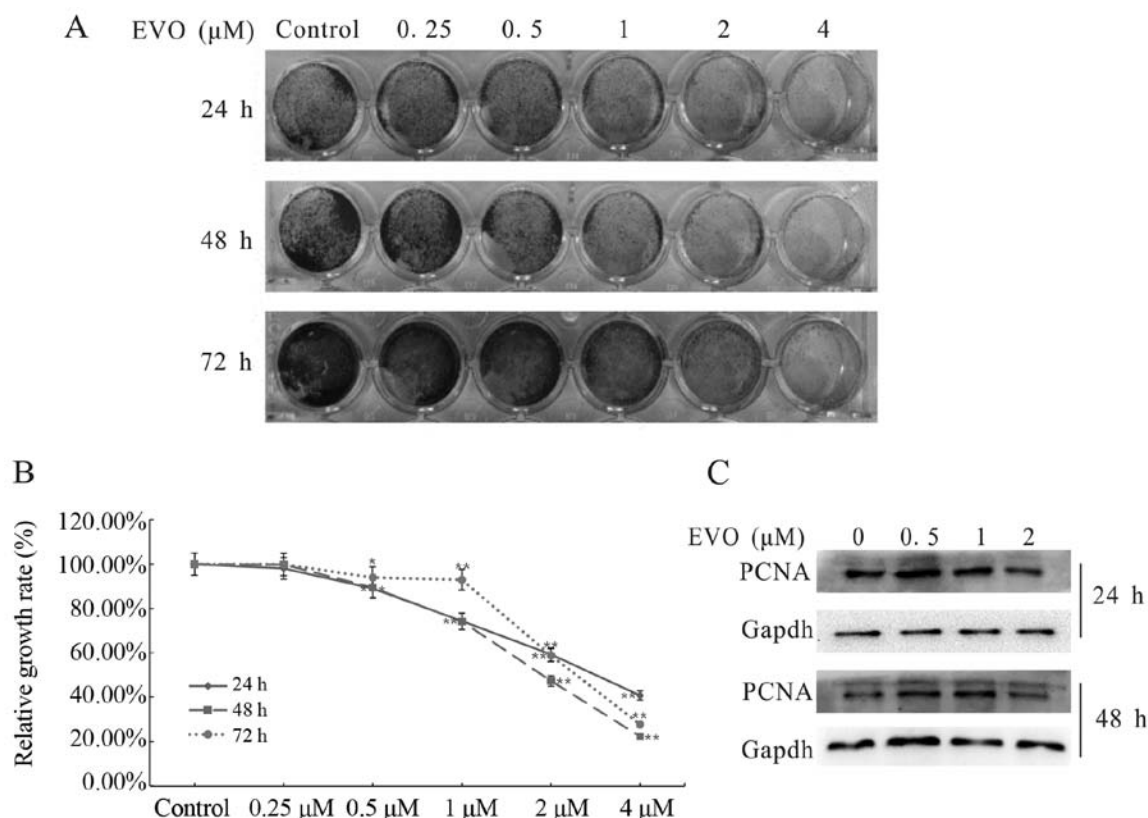 A
EVO (μM) Control 0.25 0.5 1 2 4
24 h
48 h
72 h
B
Relative growth rate (%)
120.00%
100.00%
80.00%
60.00%
40.00%
20.00%
0.00%
24 h
48 h
72 h
* ** ** ** ** ** ** ** ** **
Control 0.25 μM 0.5 μM 1 μM 2 μM 4 μM
C
EVO (μM) 0 0.5 1 2
PCNA
Gapdh
24 h
PCNA
Gapdh
48 h